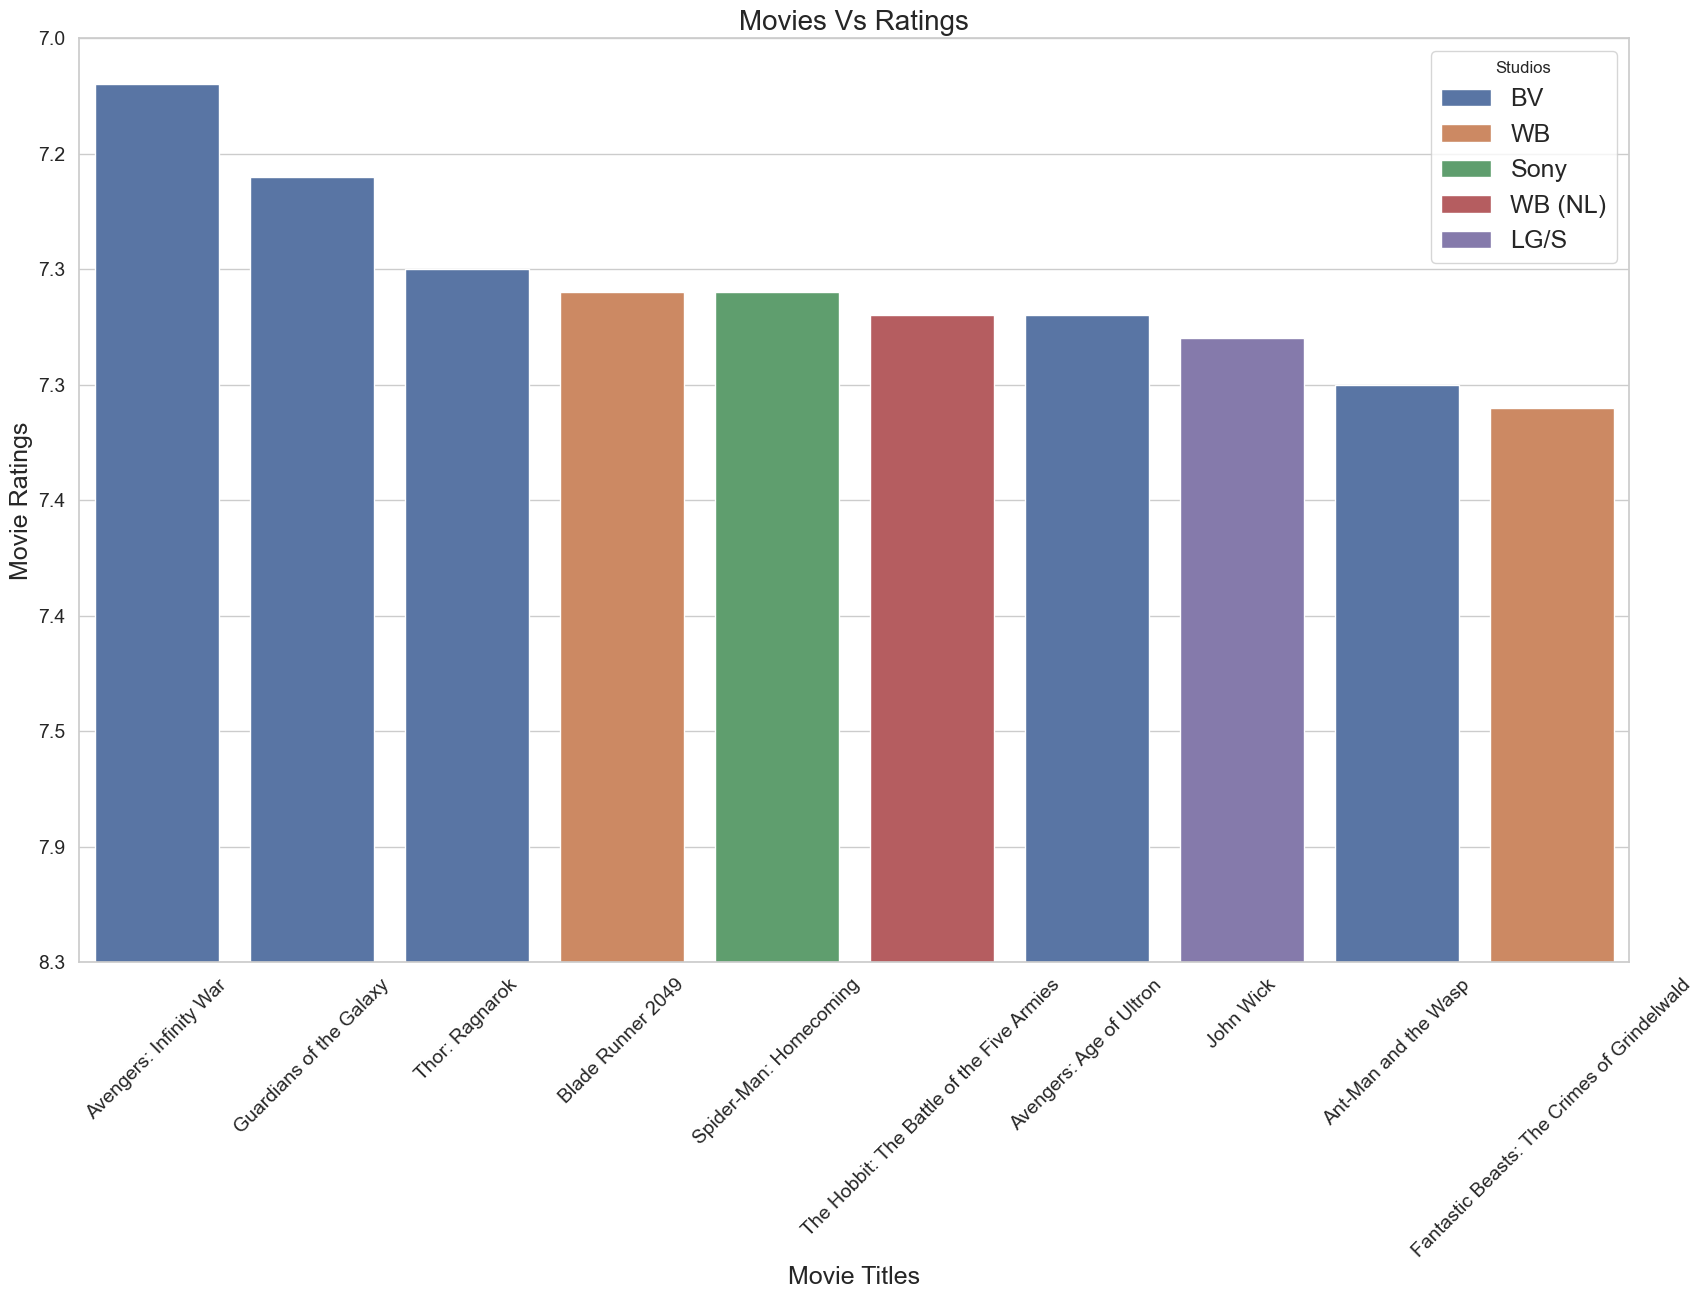 Movies Vs Ratings
Studios
BV
WB
Sony
WB (NL)
LG/S
Movie Ratings
7.0
7.2
7.3
7.3
7.4
7.4
7.5
7.9
8.3
Avengers: Infinity War
Guardians of the Galaxy
Thor: Ragnarok
Blade Runner 2049
Spider-Man: Homecoming
The Hobbit: The Battle of the Five Armies
Avengers: Age of Ultron
John Wick
Ant-Man and the Wasp
Fantastic Beasts: The Crimes of Grindelwald
Movie Titles